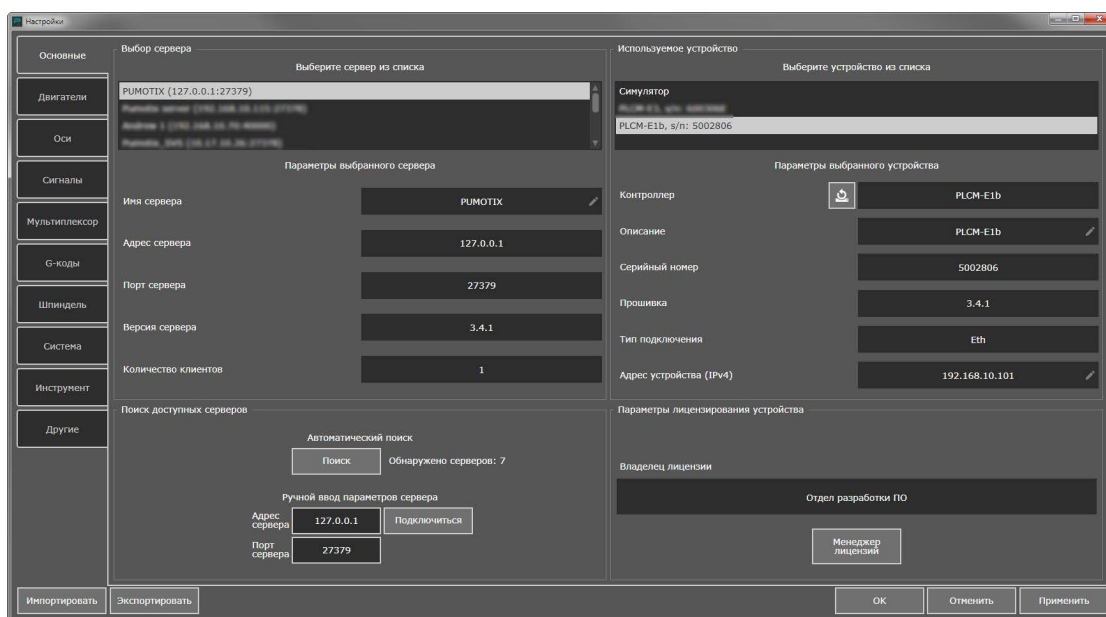 Настройки
Основные
Двигатели
Оси
Сигналы
Мультиплексор
G-коды
Шпиндель
Система
Инструмент
Другие
Выбор сервера
Выберите сервер из списка
PUMOTIX (127.0.0.1:27379)
Параметры выбранного сервера
Имя сервера
PUMOTIX
Адрес сервера
127.0.0.1
Порт сервера
27379
Версия сервера
3.4.1
Количество клиентов
1
Используемое устройство
Выберите устройство из списка
Симулятор
PLCM-E1b, s/n: 5002806
Параметры выбранного устройства
Контроллер
PLCM-E1b
Описание
PLCM-E1b
Серийный номер
5002806
Прошивка
3.4.1
Тип подключения
Eth
Адрес устройства (IPv4)
192.168.10.101
Поиск доступных серверов
Автоматический поиск
Поиск
Обнаружено серверов: 7
Ручной ввод параметров сервера
Адрес
сервера
127.0.0.1
Подключиться
Порт
сервера
27379
Параметры лицензирования устройства
Владелец лицензии
Отдел разработки ПО
Менеджер
лицензий
Импортировать
Экспортировать
OK
Отменить
Применить